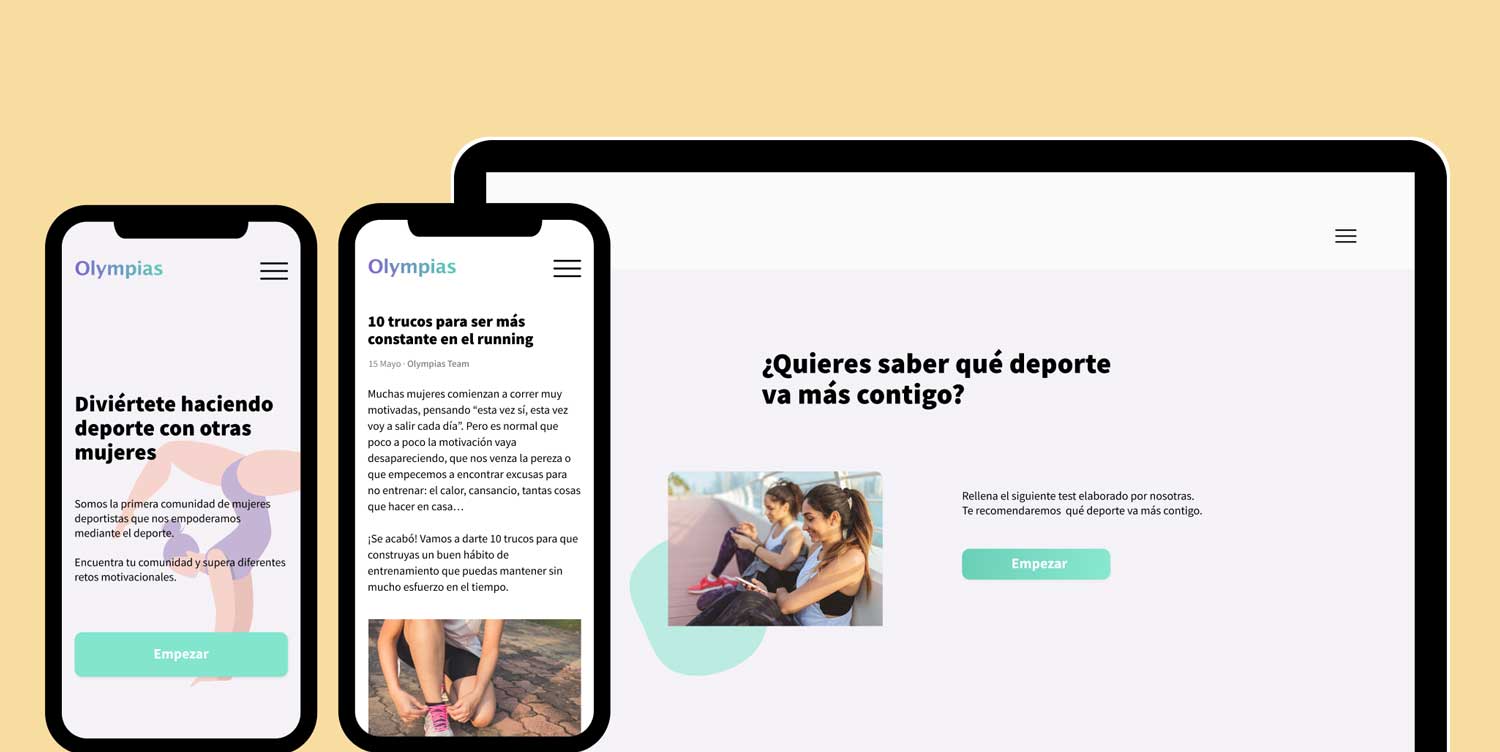 Olympias
Diviértete haciendo
deporte con otras
mujeres
Somos la primera comunidad de mujeres
deportistas que nos empoderamos
mediante el deporte.
Encuentra tu comunidad y supera diferentes
retos motivacionales.
Empezar
Olympias
10 trucos para ser más
constante en el running
15 Mayo · Olympias Team
Muchas mujeres comienzan a correr muy
motivadas, pensando “esta vez sí, esta vez
voy a salir cada día”. Pero es normal que
poco a poco la motivación vaya
desapareciendo, que nos venza la pereza o
que empecemos a encontrar excusas para
no entrenar: el calor, cansancio, tantas cosas
que hacer en casa…
¡Se acabó! Vamos a darte 10 trucos para que
construyas un buen hábito de
entrenamiento que puedas mantener sin
mucho esfuerzo en el tiempo.
¿Quieres saber qué deporte
va más contigo?
Rellena el siguiente test elaborado por nosotras.
Te recomendaremos  qué deporte va más contigo.
Empezar